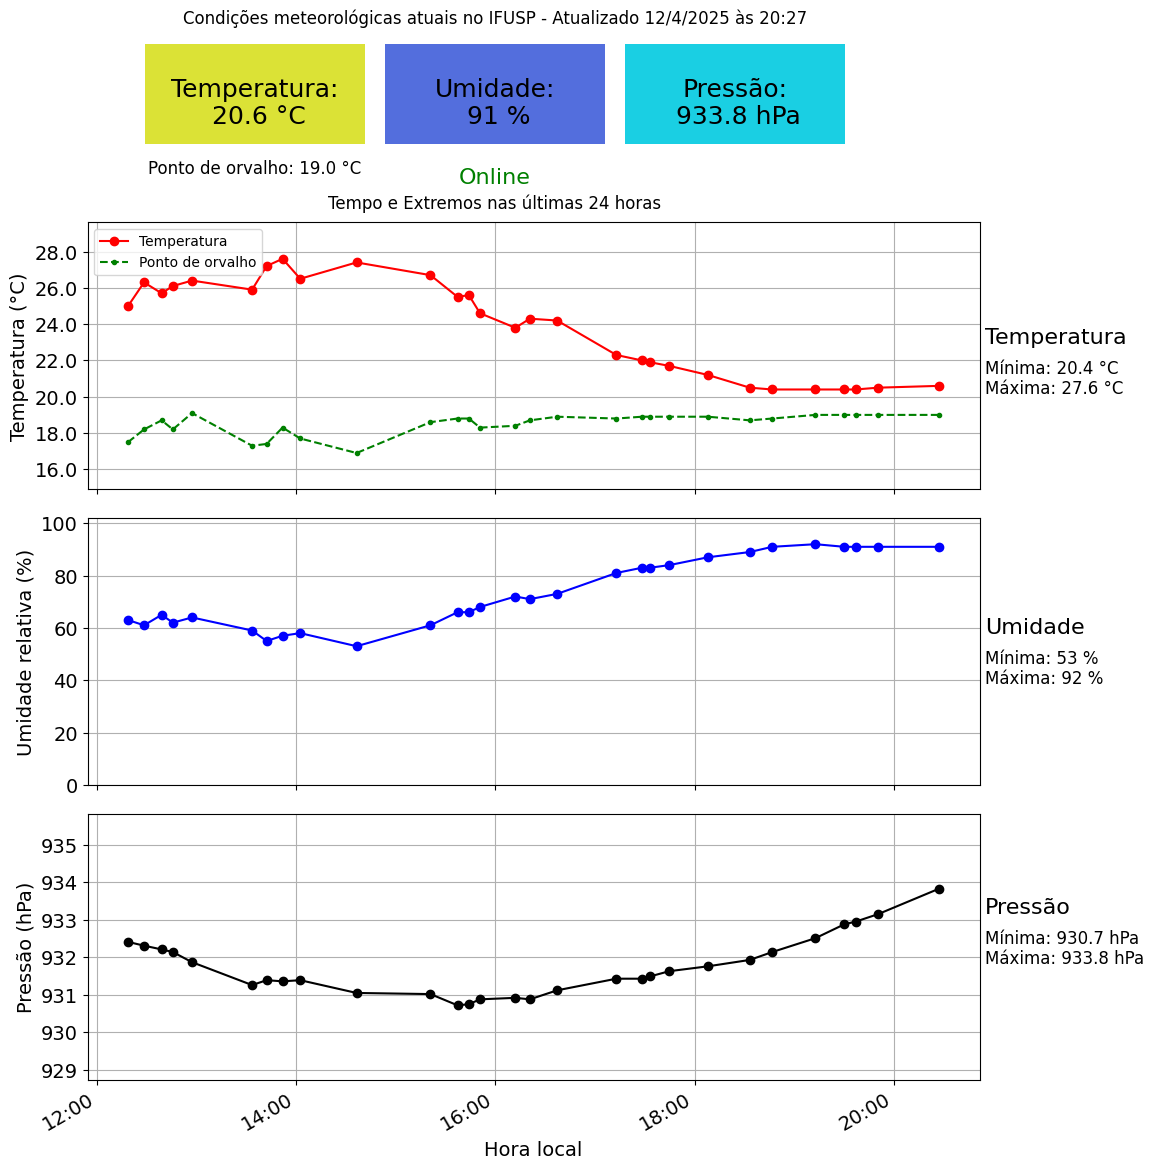 Condições meteorológicas atuais no IFUSP - Atualizado 12/4/2025 às 20:27
Temperatura:
20.6 °C
Umidade:
91 %
Pressão:
933.8 hPa
Ponto de orvalho: 19.0 °C
Online
Tempo e Extremos nas últimas 24 horas
Temperatura (°C)
28.0
26.0
24.0
22.0
20.0
18.0
16.0
Temperatura
Ponto de orvalho
Temperatura
Mínima: 20.4 °C
Máxima: 27.6 °C
Umidade relativa (%)
100
80
60
40
20
0
Umidade
Mínima: 53 %
Máxima: 92 %
Pressão (hPa)
935
934
933
932
931
930
929
Pressão
Mínima: 930.7 hPa
Máxima: 933.8 hPa
12:00
14:00
16:00
18:00
20:00
Hora local